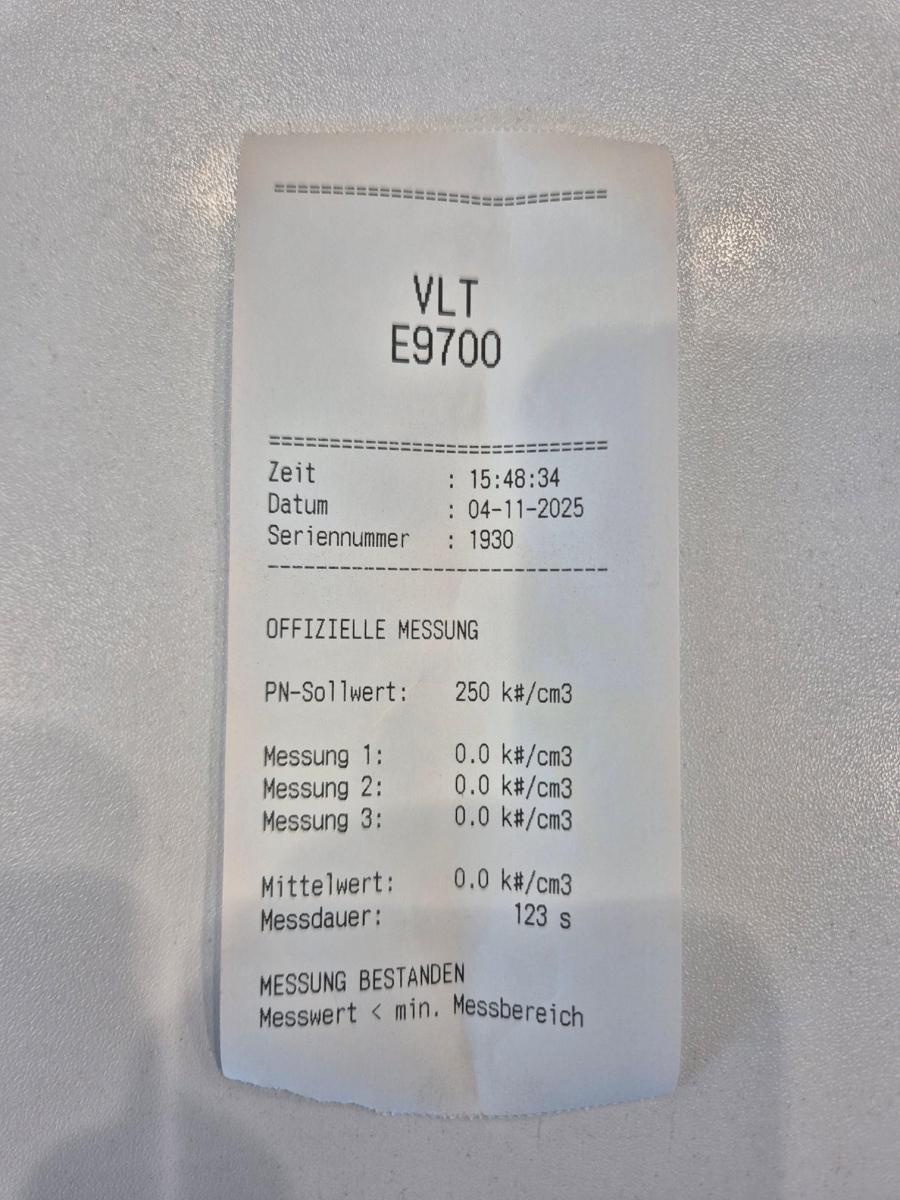 ================================
VLT
E9700
================================
Zeit : 15:48:34
Datum : 04-11-2025
Seriennummer : 1930
--------------------------------
OFFIZIELLE MESSUNG
PN-Sollwert: 250 k#/cm3
Messung 1: 0.0 k#/cm3
Messung 2: 0.0 k#/cm3
Messung 3: 0.0 k#/cm3
Mittelwert: 0.0 k#/cm3
Messdauer: 123 s
MESSUNG BESTANDEN
Messwert < min. Messbereich